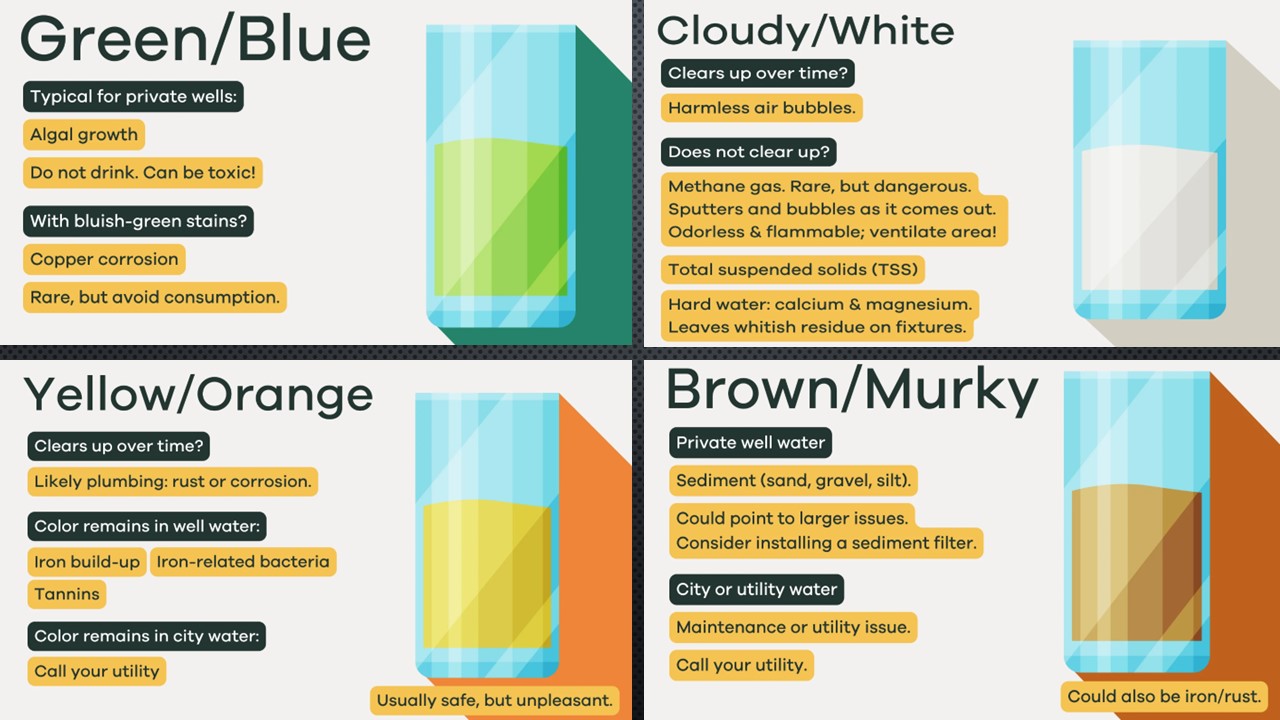 Green/Blue
Typical for private wells:
Algal growth
Do not drink. Can be toxic!
With bluish-green stains?
Copper corrosion
Rare, but avoid consumption.
Cloudy/White
Clears up over time?
Harmless air bubbles.
Does not clear up?
Methane gas. Rare, but dangerous.
Sputters and bubbles as it comes out.
Odorless & flammable; ventilate area!
Total suspended solids (TSS)
Hard water: calcium & magnesium.
Leaves whitish residue on fixtures.
Yellow/Orange
Clears up over time?
Likely plumbing: rust or corrosion.
Color remains in well water:
Iron build-up Iron-related bacteria
Tannins
Color remains in city water:
Call your utility
Usually safe, but unpleasant.
Brown/Murky
Private well water
Sediment (sand, gravel, silt).
Could point to larger issues.
Consider installing a sediment filter.
City or utility water
Maintenance or utility issue.
Call your utility.
Could also be iron/rust.